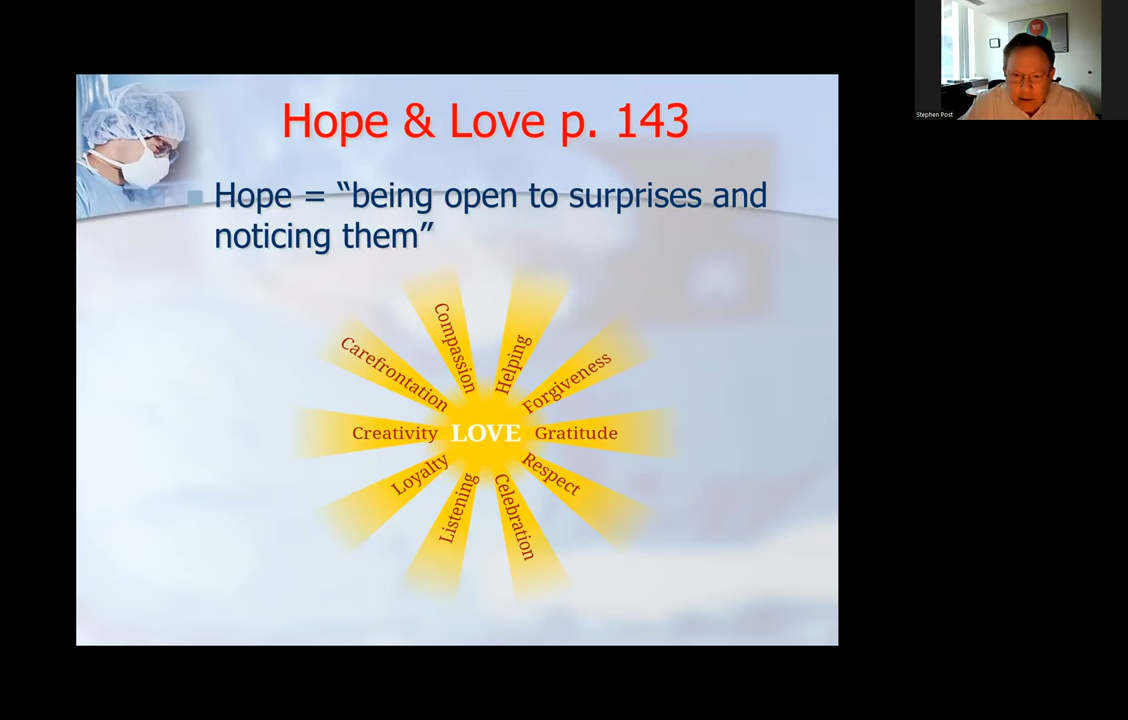 Hope & Love p. 143
Hope = “being open to surprises and
noticing them”
Compassion
Helping
Carefrontation
Forgiveness
Creativity
LOVE
Gratitude
Loyalty
Respect
Listening
Celebration
Stephen Post